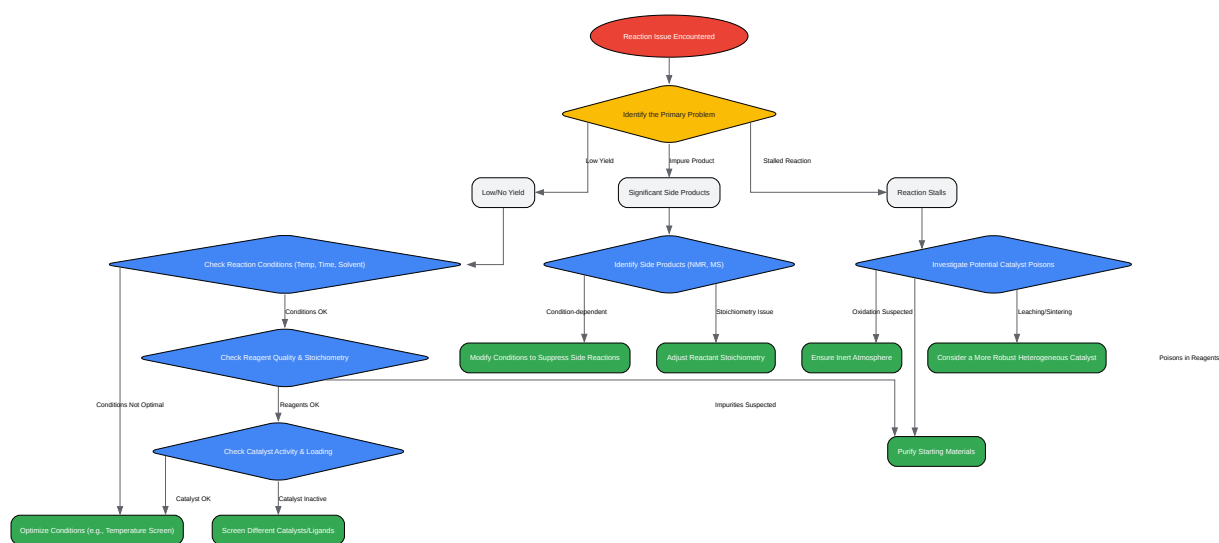 Reaction Issue Encountered
Identify the Primary Problem
Low Yield
Impure Product
Stalled Reaction
Low/No Yield
Significant Side Products
Reaction Stalls
Check Reaction Conditions (Temp, Time, Solvent)
Identify Side Products (NMR, MS)
Investigate Potential Catalyst Poisons
Conditions OK
Condition-dependent
Stoichiometry Issue
Oxidation Suspected
Leaching/Sintering
Check Reagent Quality & Stoichiometry
Modify Conditions to Suppress Side Reactions
Adjust Reactant Stoichiometry
Ensure Inert Atmosphere
Consider a More Robust Heterogeneous Catalyst
Poisons in Reagents
Conditions Not Optimal
Reagents OK
Impurities Suspected
Check Catalyst Activity & Loading
Purify Starting Materials
Catalyst OK
Catalyst Inactive
Optimize Conditions (e.g., Temperature Screen)
Screen Different Catalysts/Ligands